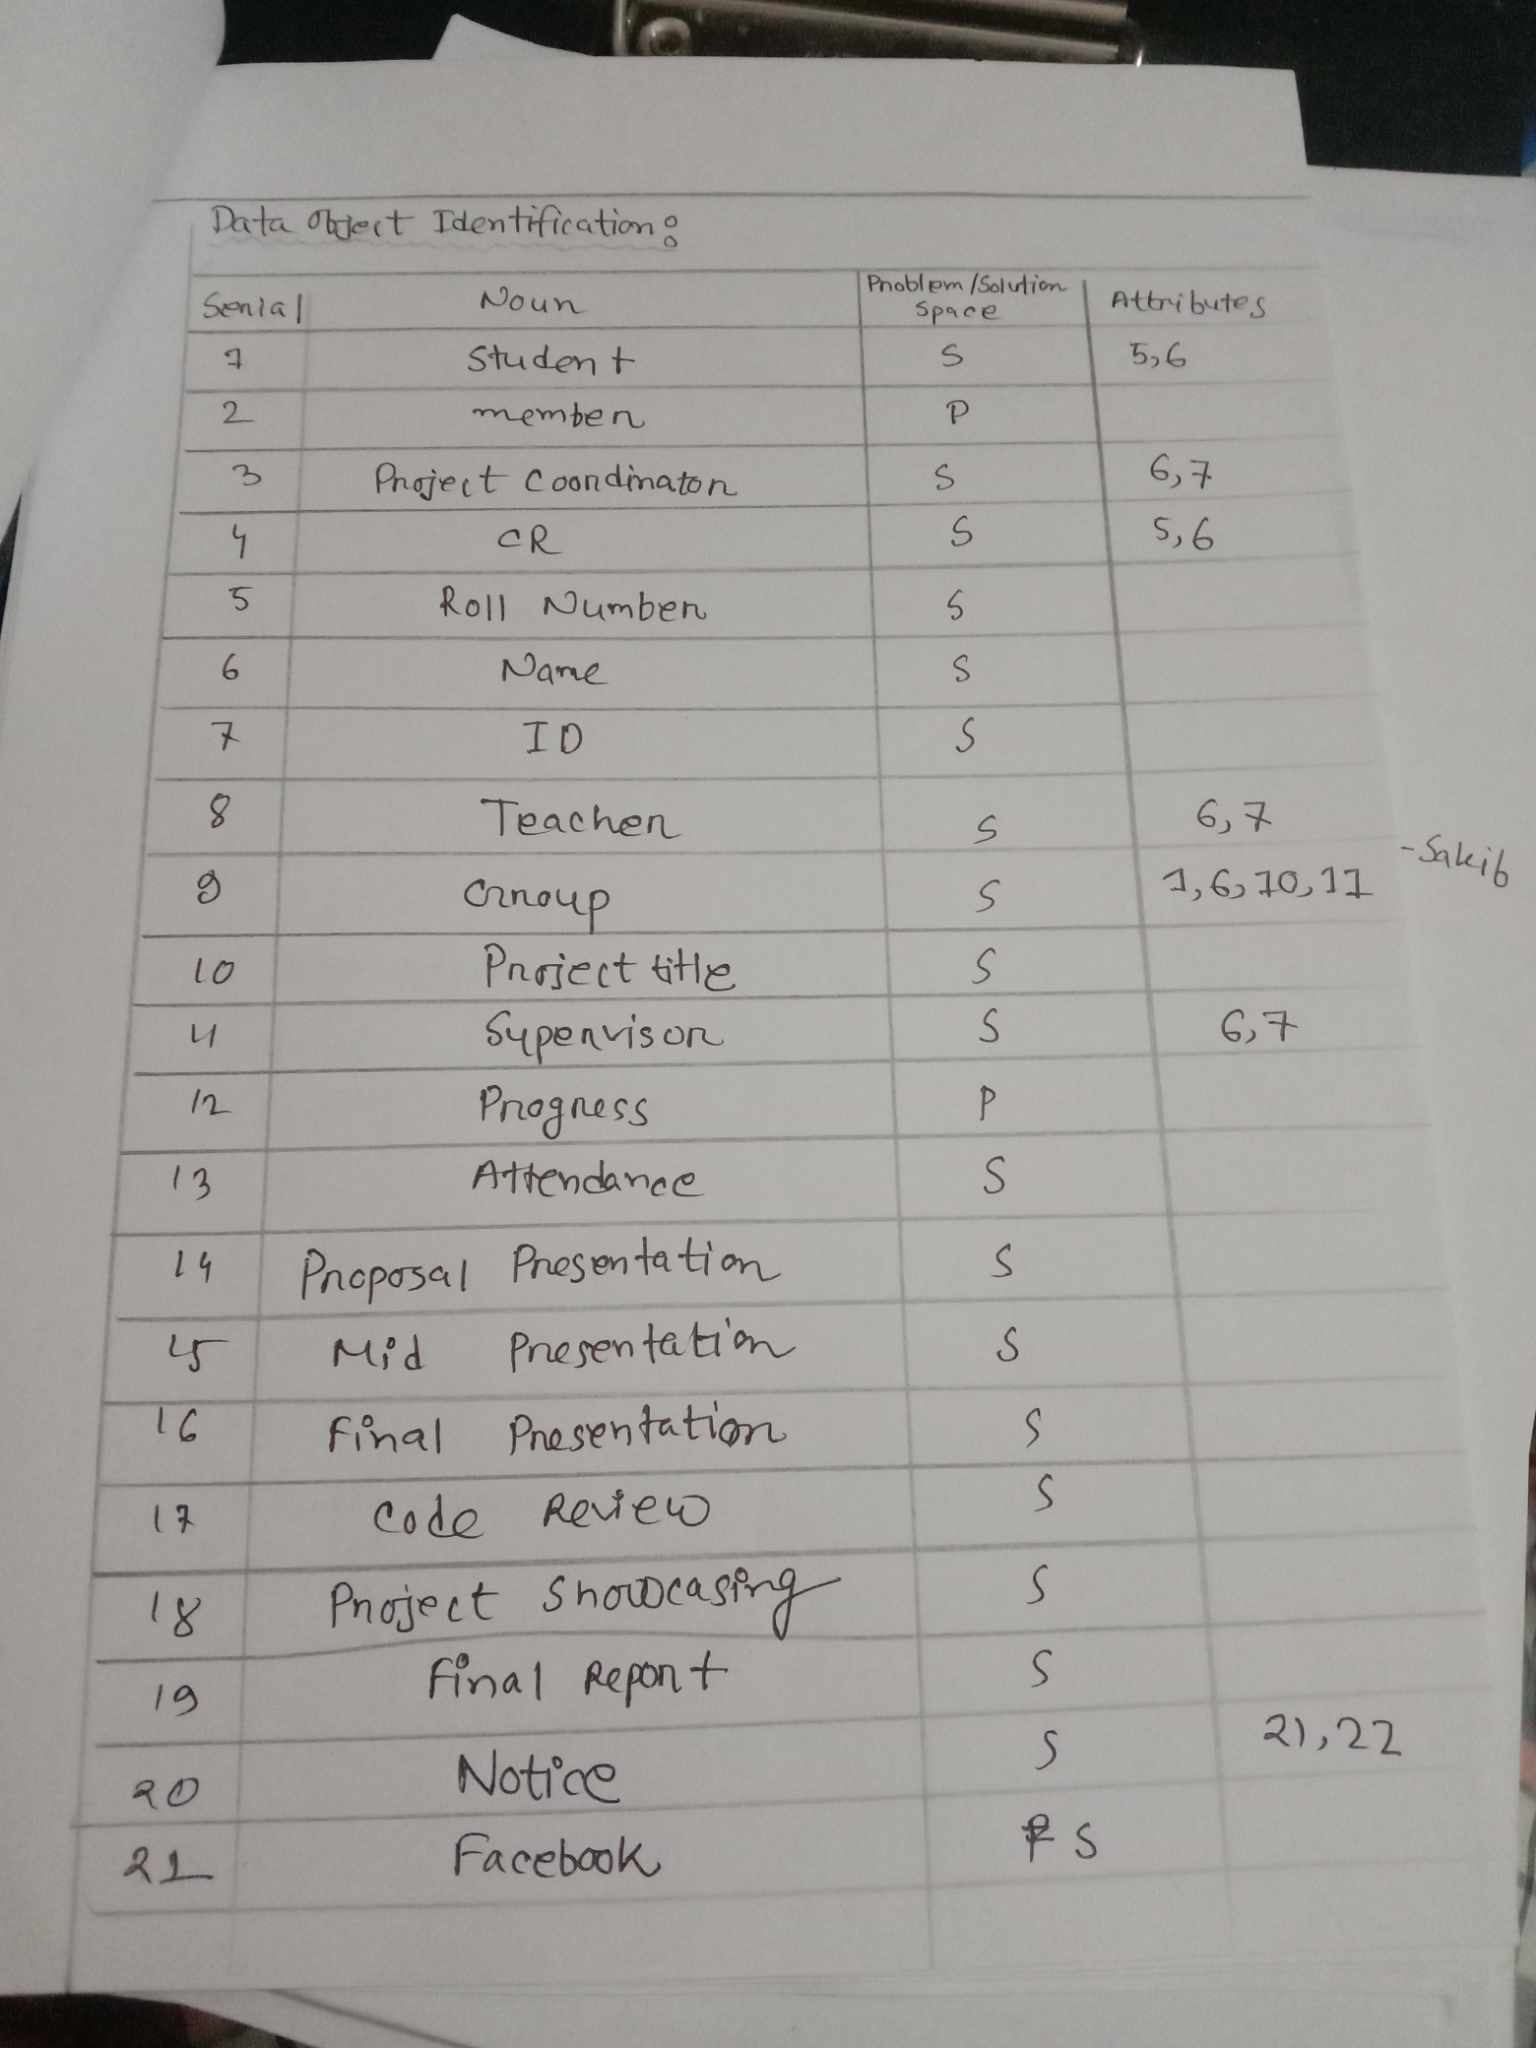 Data Object Identification:
Serial Noun Problem/Solution Space Attributes
1 Student S 5,6
2 member P
3 Project Coordinator S 6,7
4 CR S 5,6
5 Roll Number S
6 Name S
7 ID S
8 Teacher S 6,7
9 Group S 1,6,10,11 -Sakib
10 Project title S
11 Supervisor S 6,7
12 Progress P
13 Attendance S
14 Proposal Presentation S
15 Mid Presentation S
16 Final Presentation S
17 Code Review S
18 Project Showcasing S
19 Final Report S
20 Notice S 21,22
21 Facebook S